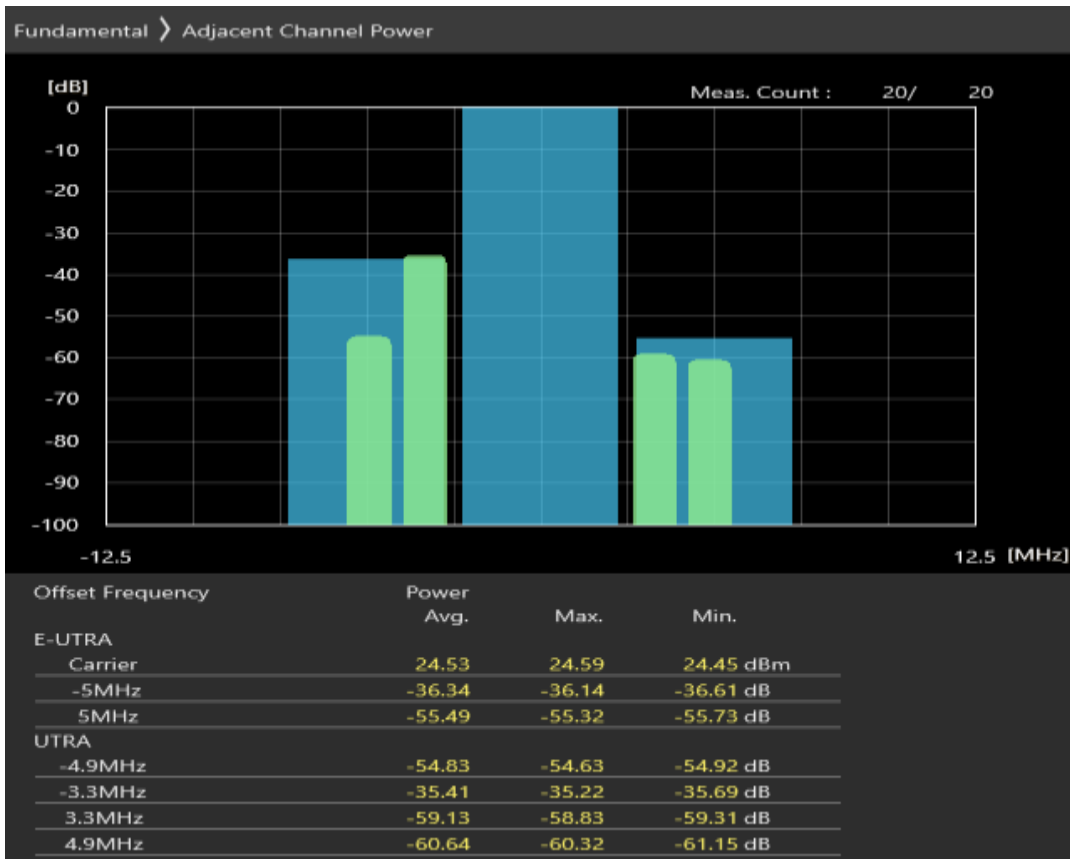 Fundamental 》 Adjacent Channel Power
[dB]
Meas. Count : 20/ 20
0
-10
-20
-30
-40
-50
-60
-70
-80
-90
-100
-12.5 12.5 [MHz]
Offset Frequency Power
Avg. Max. Min.
E-UTRA
Carrier 24.53 24.59 24.45 dBm
-5MHz -36.34 -36.14 -36.61 dB
5MHz -55.49 -55.32 -55.73 dB
UTRA
-4.9MHz -54.83 -54.63 -54.92 dB
-3.3MHz -35.41 -35.22 -35.69 dB
3.3MHz -59.13 -58.83 -59.31 dB
4.9MHz -60.64 -60.32 -61.15 dB